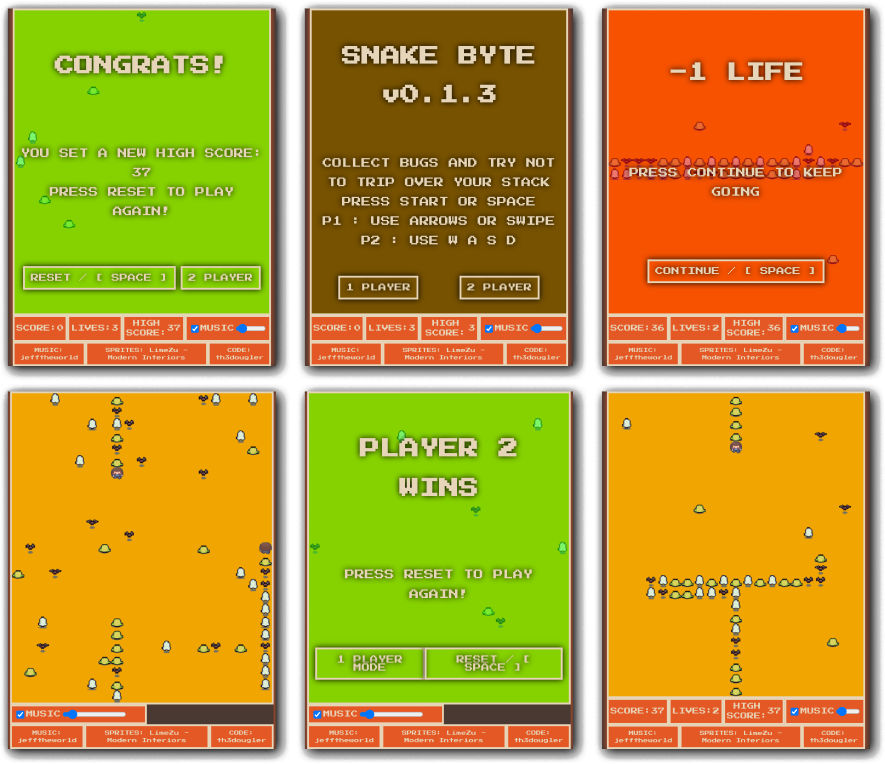 CONGRATS!
YOU SET A NEW HIGH SCORE:
37
PRESS RESET TO PLAY
AGAIN!
RESET / [ SPACE ]
2 PLAYER
SCORE:0
LIVES:3
HIGH
SCORE: 37
MUSIC
MUSIC:
jefftheworld
SPRITES: LimeZu -
Modern Interiors
CODE:
th3dougler
SNAKE BYTE
v0.1.3
COLLECT BUGS AND TRY NOT
TO TRIP OVER YOUR STACK
PRESS START OR SPACE
P1 : USE ARROWS OR SWIPE
P2 : USE W A S D
1 PLAYER
2 PLAYER
SCORE:0
LIVES:3
HIGH
SCORE: 3
MUSIC
MUSIC:
jefftheworld
SPRITES: LimeZu -
Modern Interiors
CODE:
th3dougler
-1 LIFE
PRESS CONTINUE TO KEEP
GOING
CONTINUE / [ SPACE ]
SCORE:36
LIVES:2
HIGH
SCORE: 36
MUSIC
MUSIC:
jefftheworld
SPRITES: LimeZu -
Modern Interiors
CODE:
th3dougler
MUSIC
MUSIC:
jefftheworld
SPRITES: LimeZu -
Modern Interiors
CODE:
th3dougler
PLAYER 2
WINS
PRESS RESET TO PLAY
AGAIN!
1 PLAYER
MODE
RESET / [
SPACE ]
MUSIC
MUSIC:
jefftheworld
SPRITES: LimeZu -
Modern Interiors
CODE:
th3dougler
SCORE:37
LIVES:2
HIGH
SCORE: 37
MUSIC
MUSIC:
jefftheworld
SPRITES: LimeZu -
Modern Interiors
CODE:
th3dougler